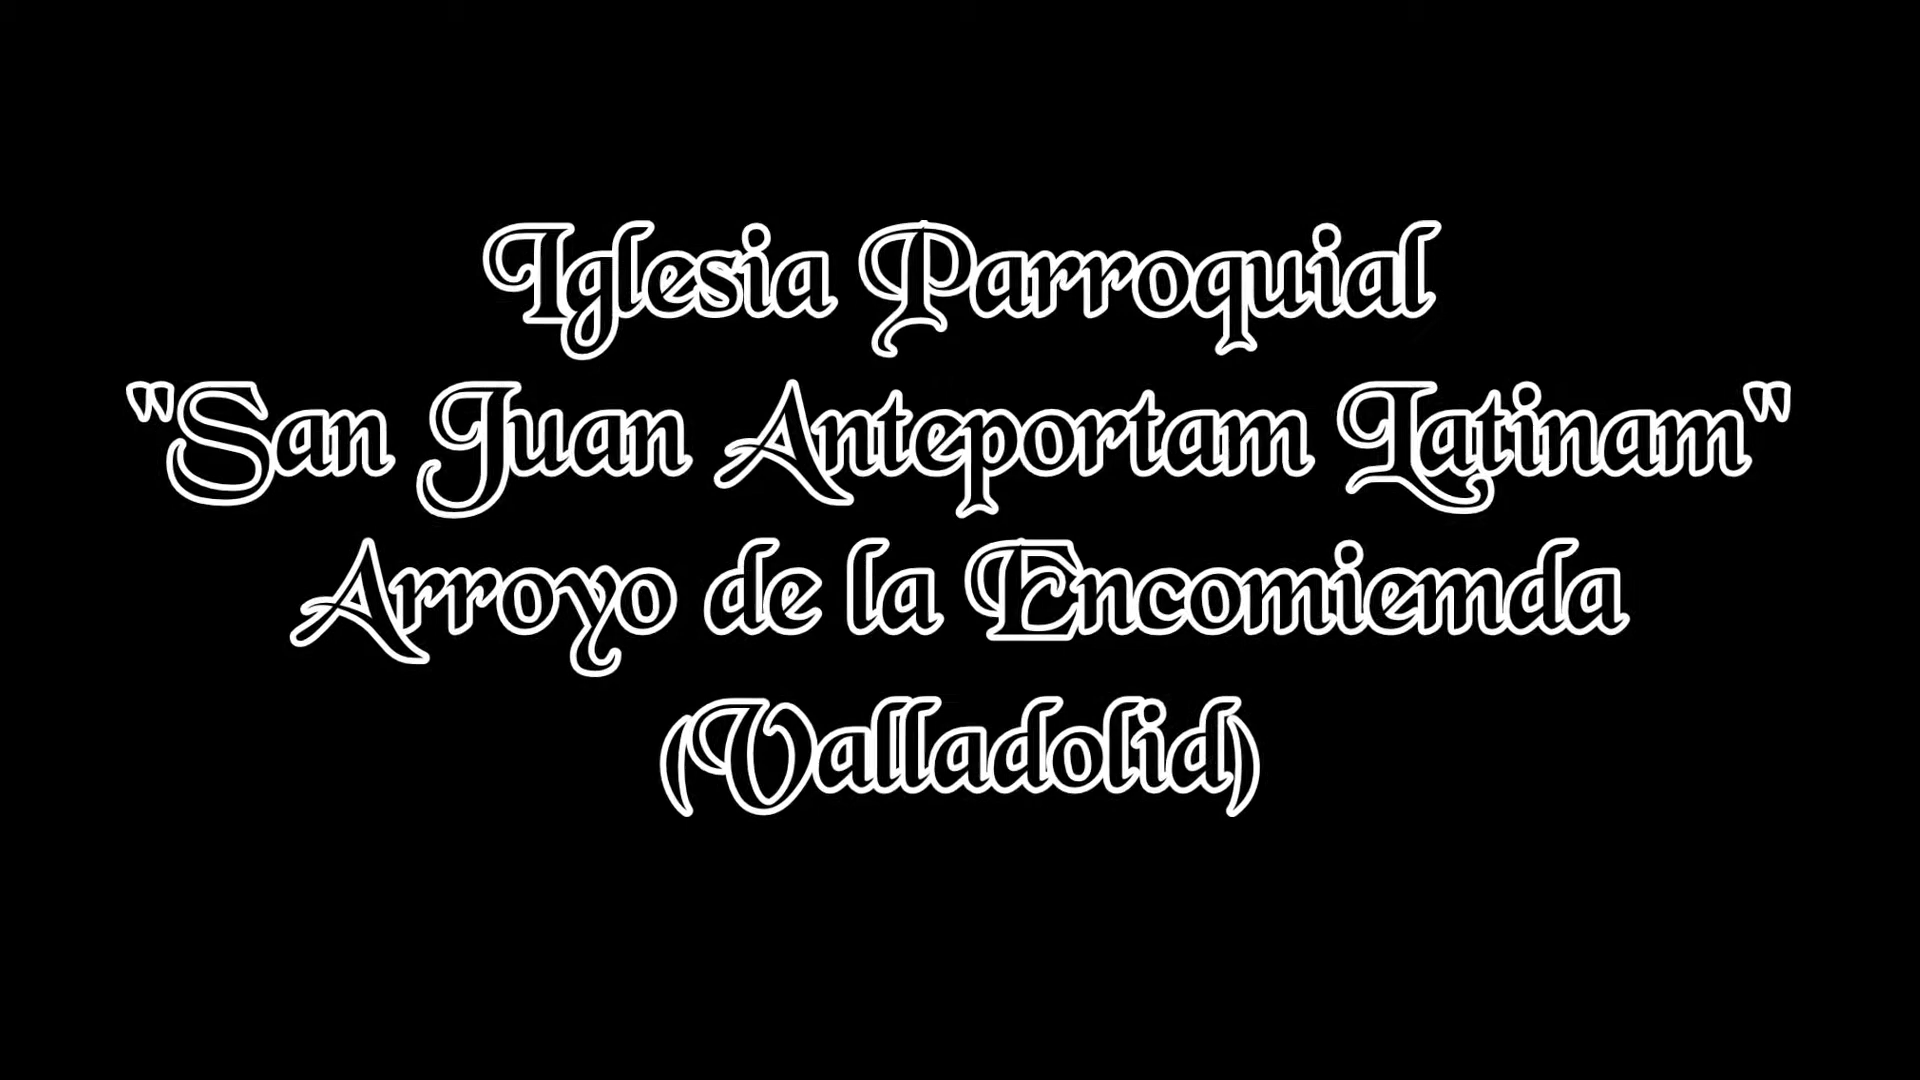 Iglesia Parroquial
"San Juan Anteportam Latinam"
Arroyo de la Encomiemda
(Valladolid)